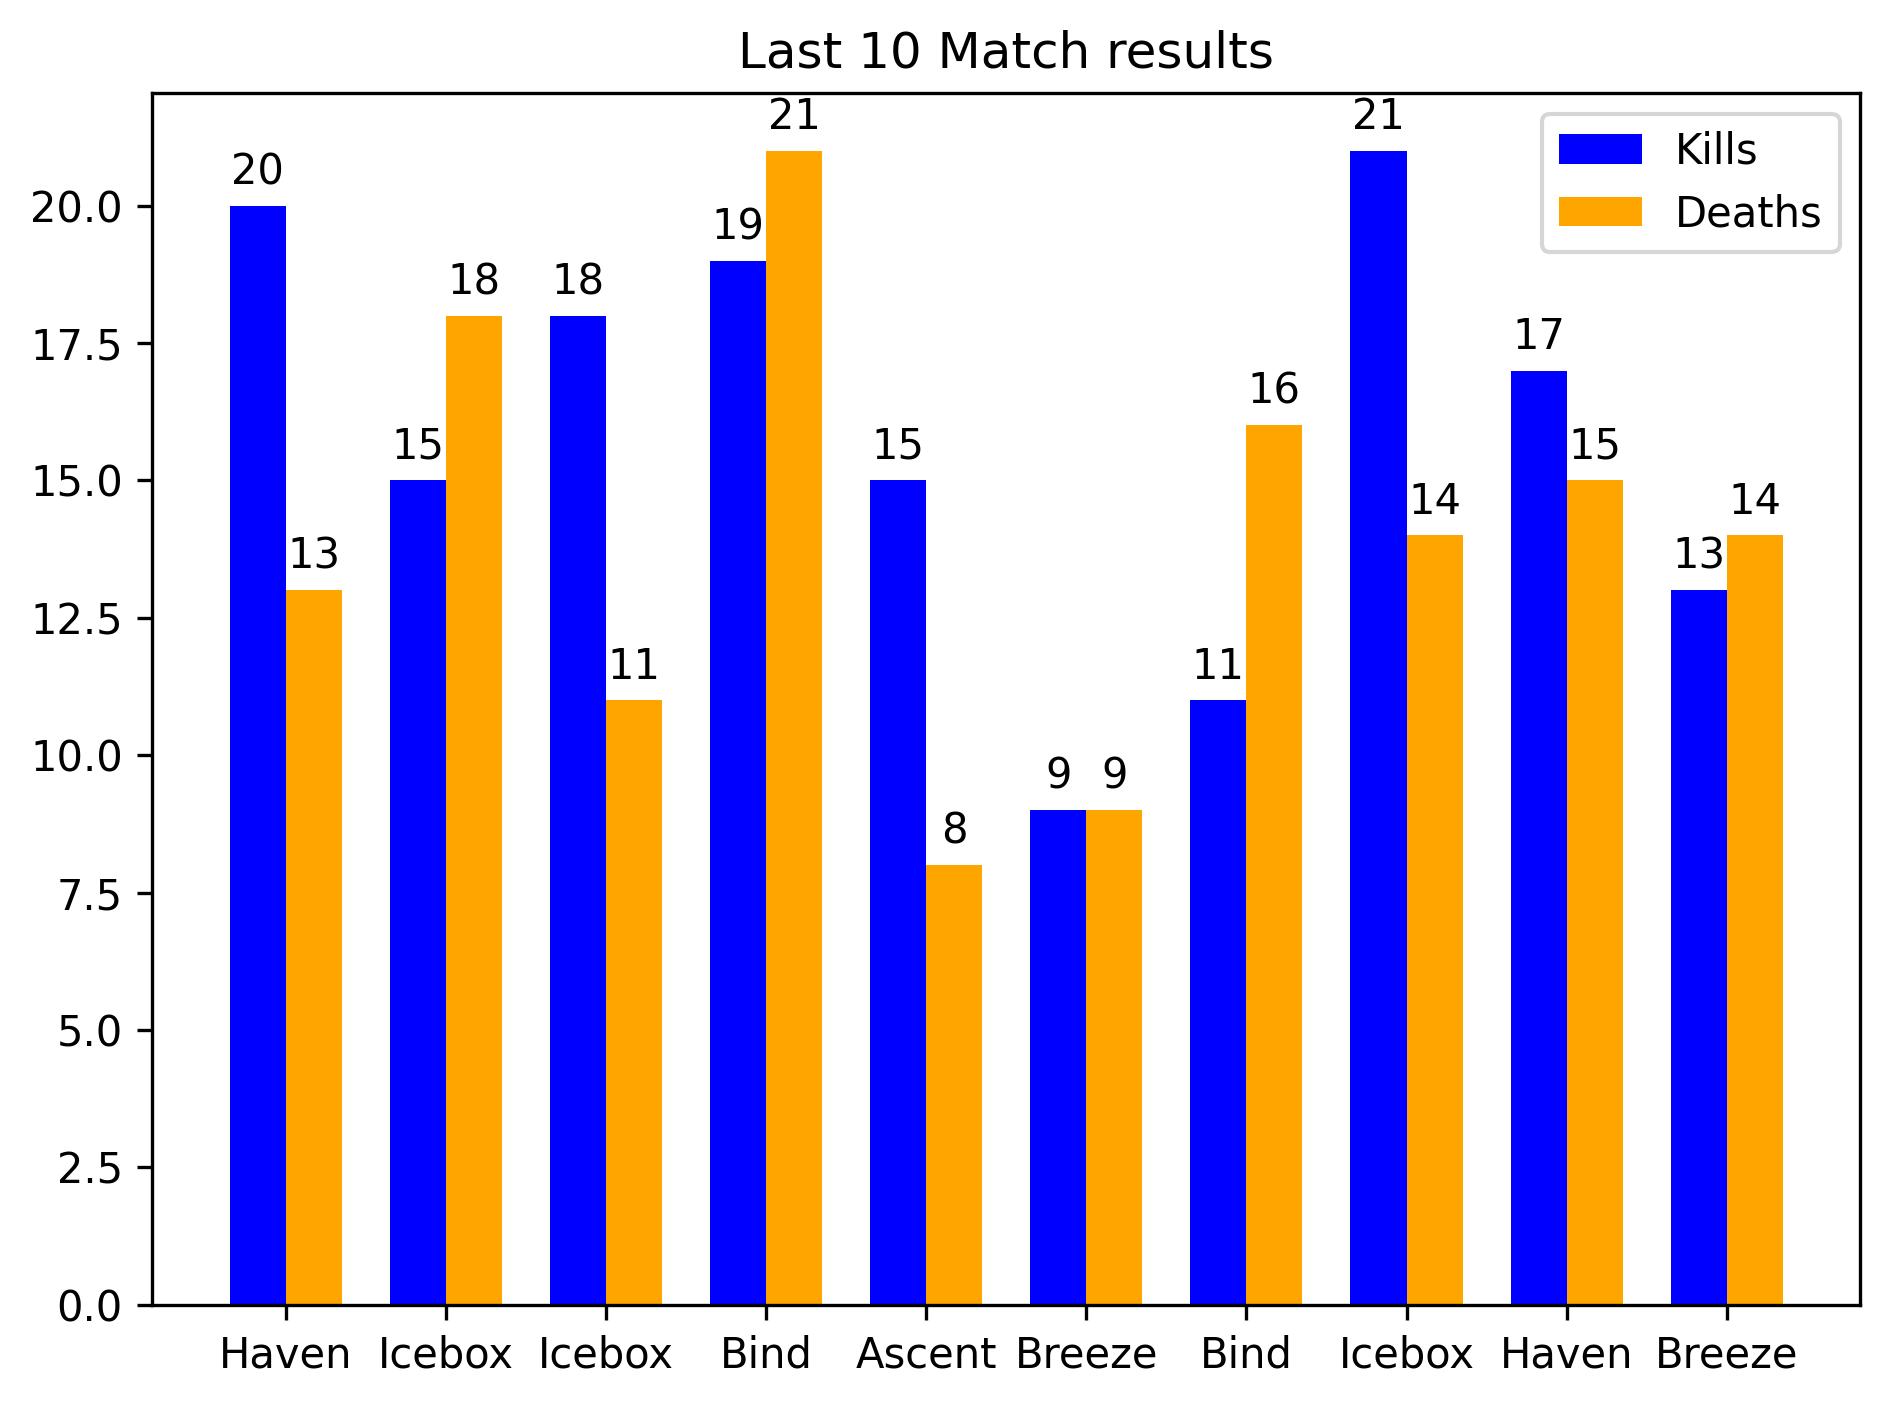 Last 10 Match results
Kills
Deaths
20.0
17.5
15.0
12.5
10.0
7.5
5.0
2.5
0.0
20 13 15 18 18 11 19 21 15 8 9 9 11 16 21 14 17 15 13 14
Haven Icebox Icebox Bind Ascent Breeze Bind Icebox Haven Breeze